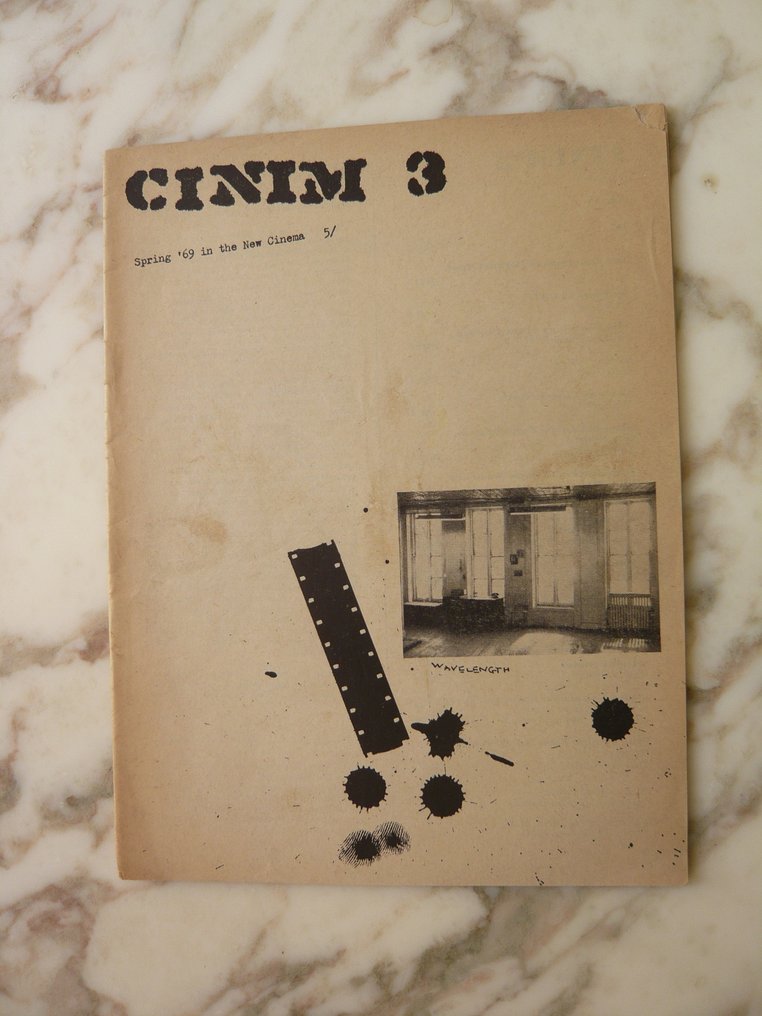 CINIM 3
Spring '69 in the New Cinema 5/
WAVELENGTH